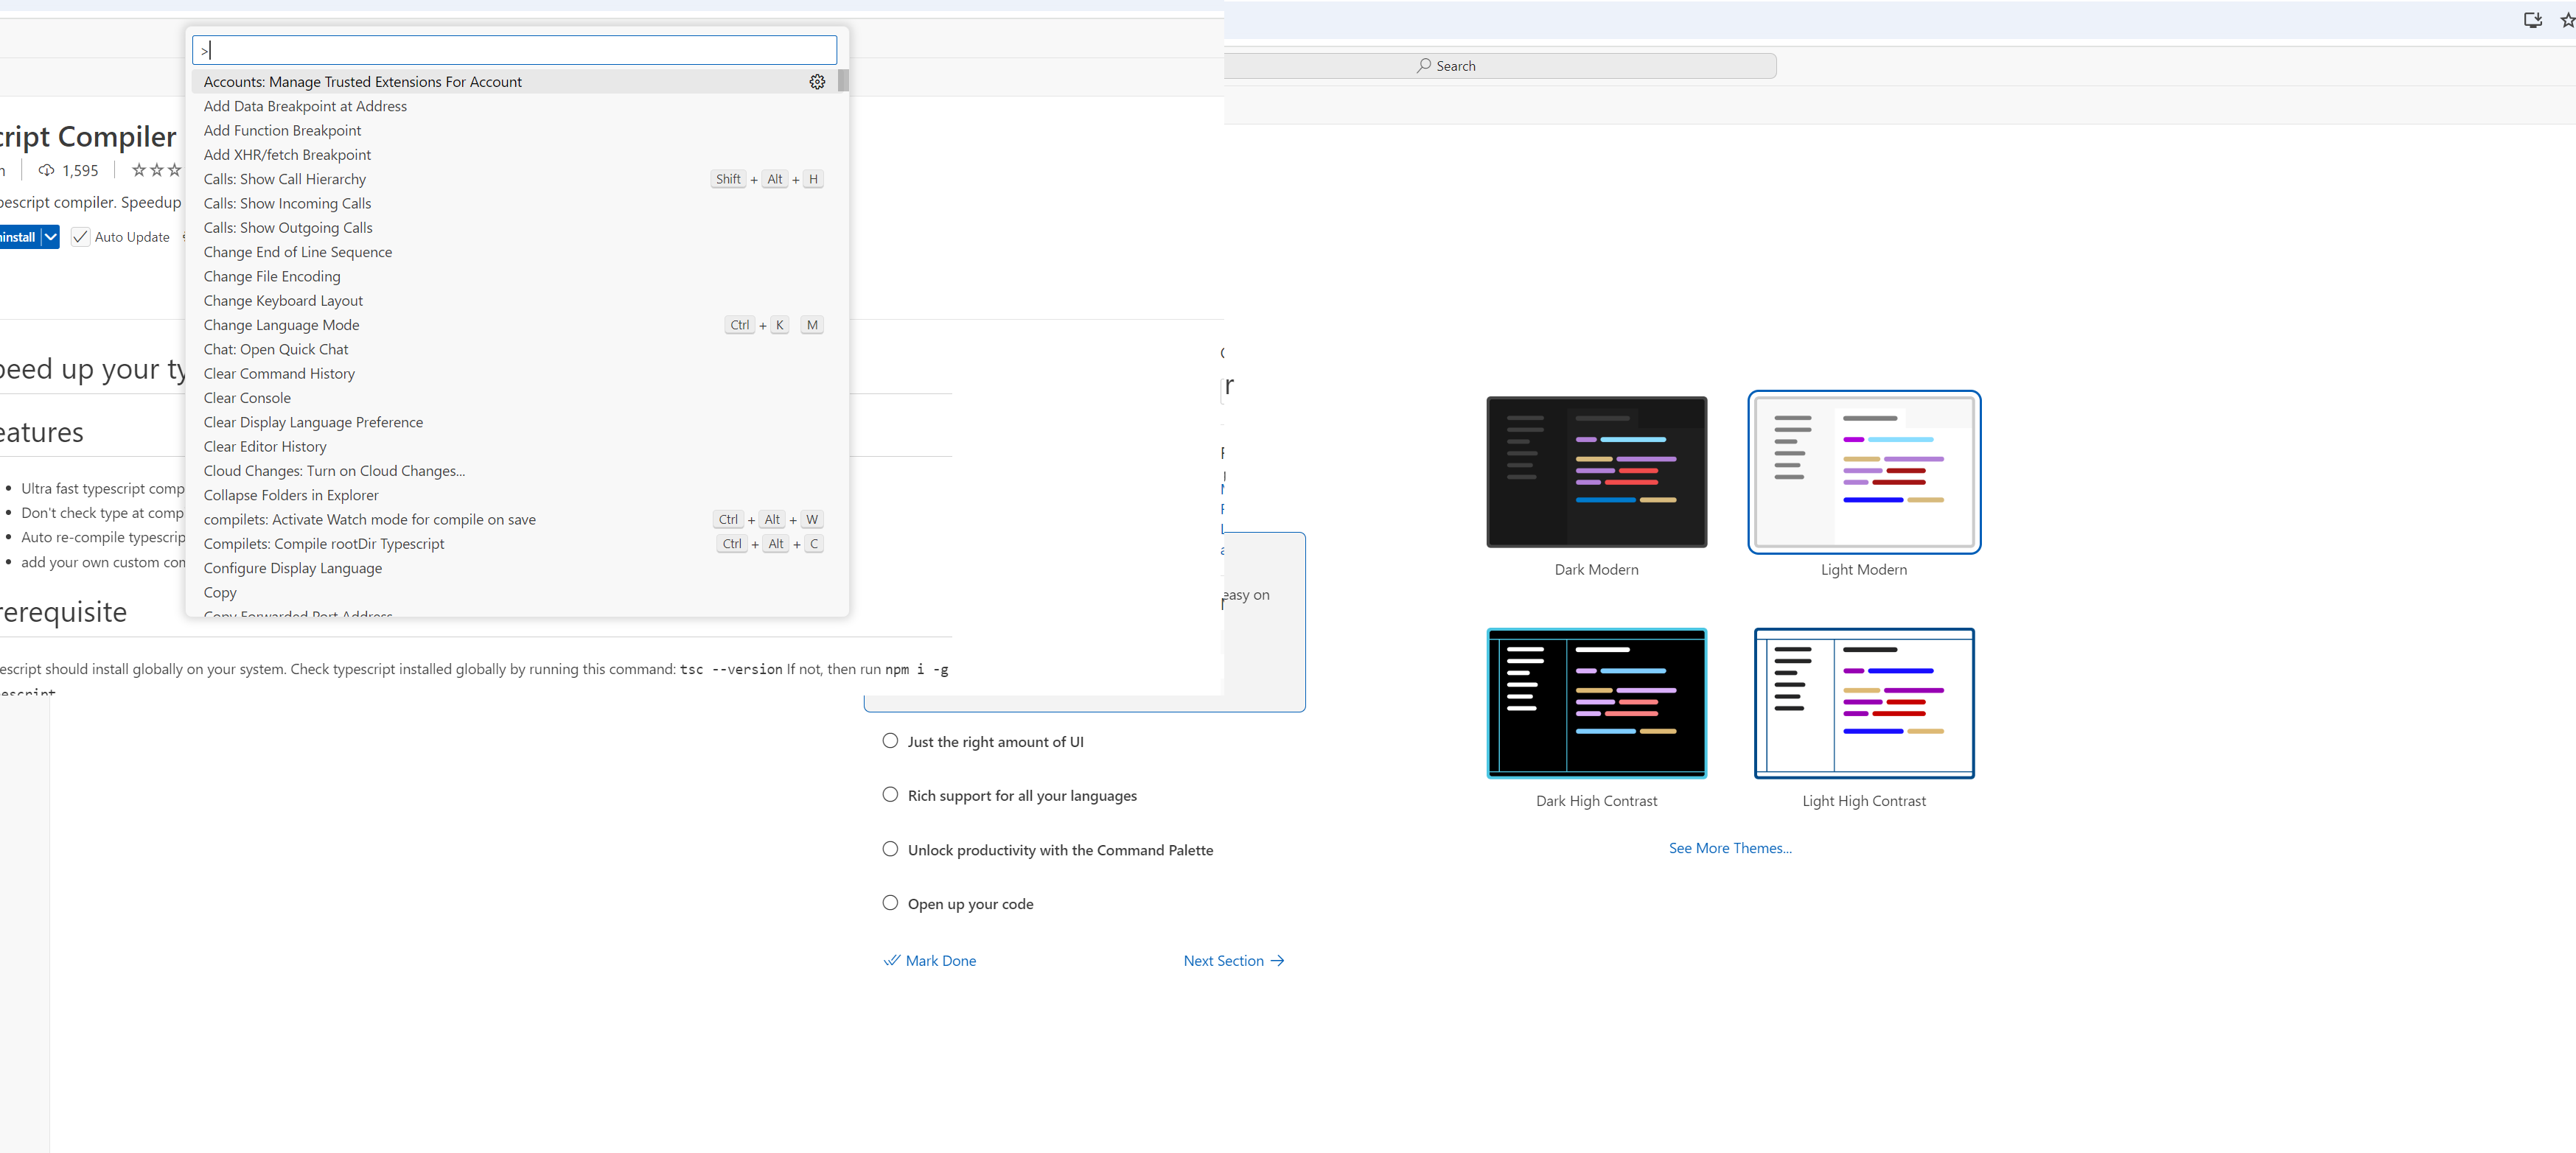 >
Accounts: Manage Trusted Extensions For Account
Add Data Breakpoint at Address
Add Function Breakpoint
Add XHR/fetch Breakpoint
Calls: Show Call Hierarchy Shift + Alt + H
Calls: Show Incoming Calls
Calls: Show Outgoing Calls
Change End of Line Sequence
Change File Encoding
Change Keyboard Layout
Change Language Mode Ctrl + K M
Chat: Open Quick Chat
Clear Command History
Clear Console
Clear Display Language Preference
Clear Editor History
Cloud Changes: Turn on Cloud Changes...
Collapse Folders in Explorer
compilets: Activate Watch mode for compile on save Ctrl + Alt + W
Compilets: Compile rootDir Typescript Ctrl + Alt + C
Configure Display Language
Copy
Copy Forwarded Port Address
cript Compiler
1,595
pescript compiler. Speedup
install
Auto Update
peed up your ty
eatures
Ultra fast typescript comp
Don't check type at comp
Auto re-compile typescrip
add your own custom com
rerequisite
escript should install globally on your system. Check typescript installed globally by running this command: tsc --version If not, then run npm i -g
escript
Search
easy on
Just the right amount of UI
Rich support for all your languages
Unlock productivity with the Command Palette
Open up your code
Mark Done
Next Section
Dark Modern
Light Modern
Dark High Contrast
Light High Contrast
See More Themes...